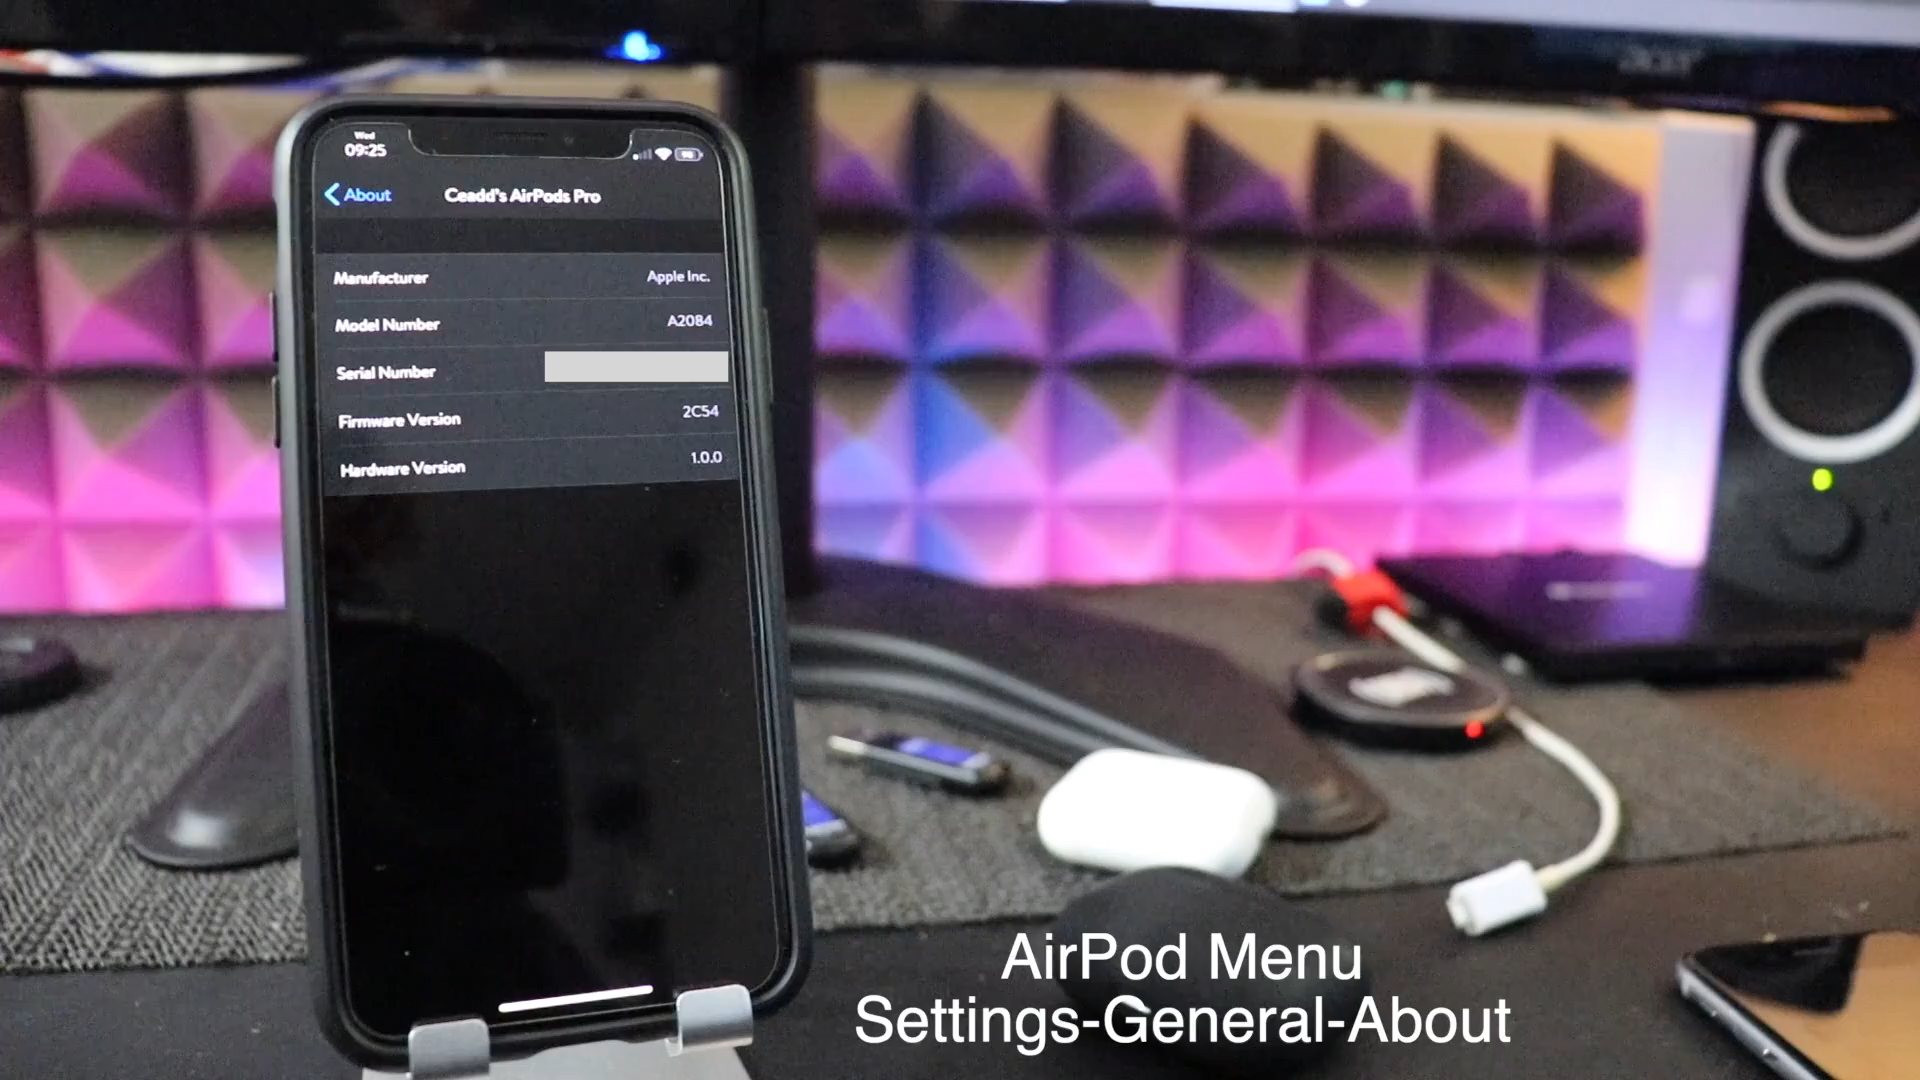 Wed
09:25
About
Ceadd's AirPods Pro
Manufacturer Apple Inc.
Model Number A2084
Serial Number
Firmware Version 2C54
Hardware Version 1.0.0
acer
AirPod Menu
Settings-General-About